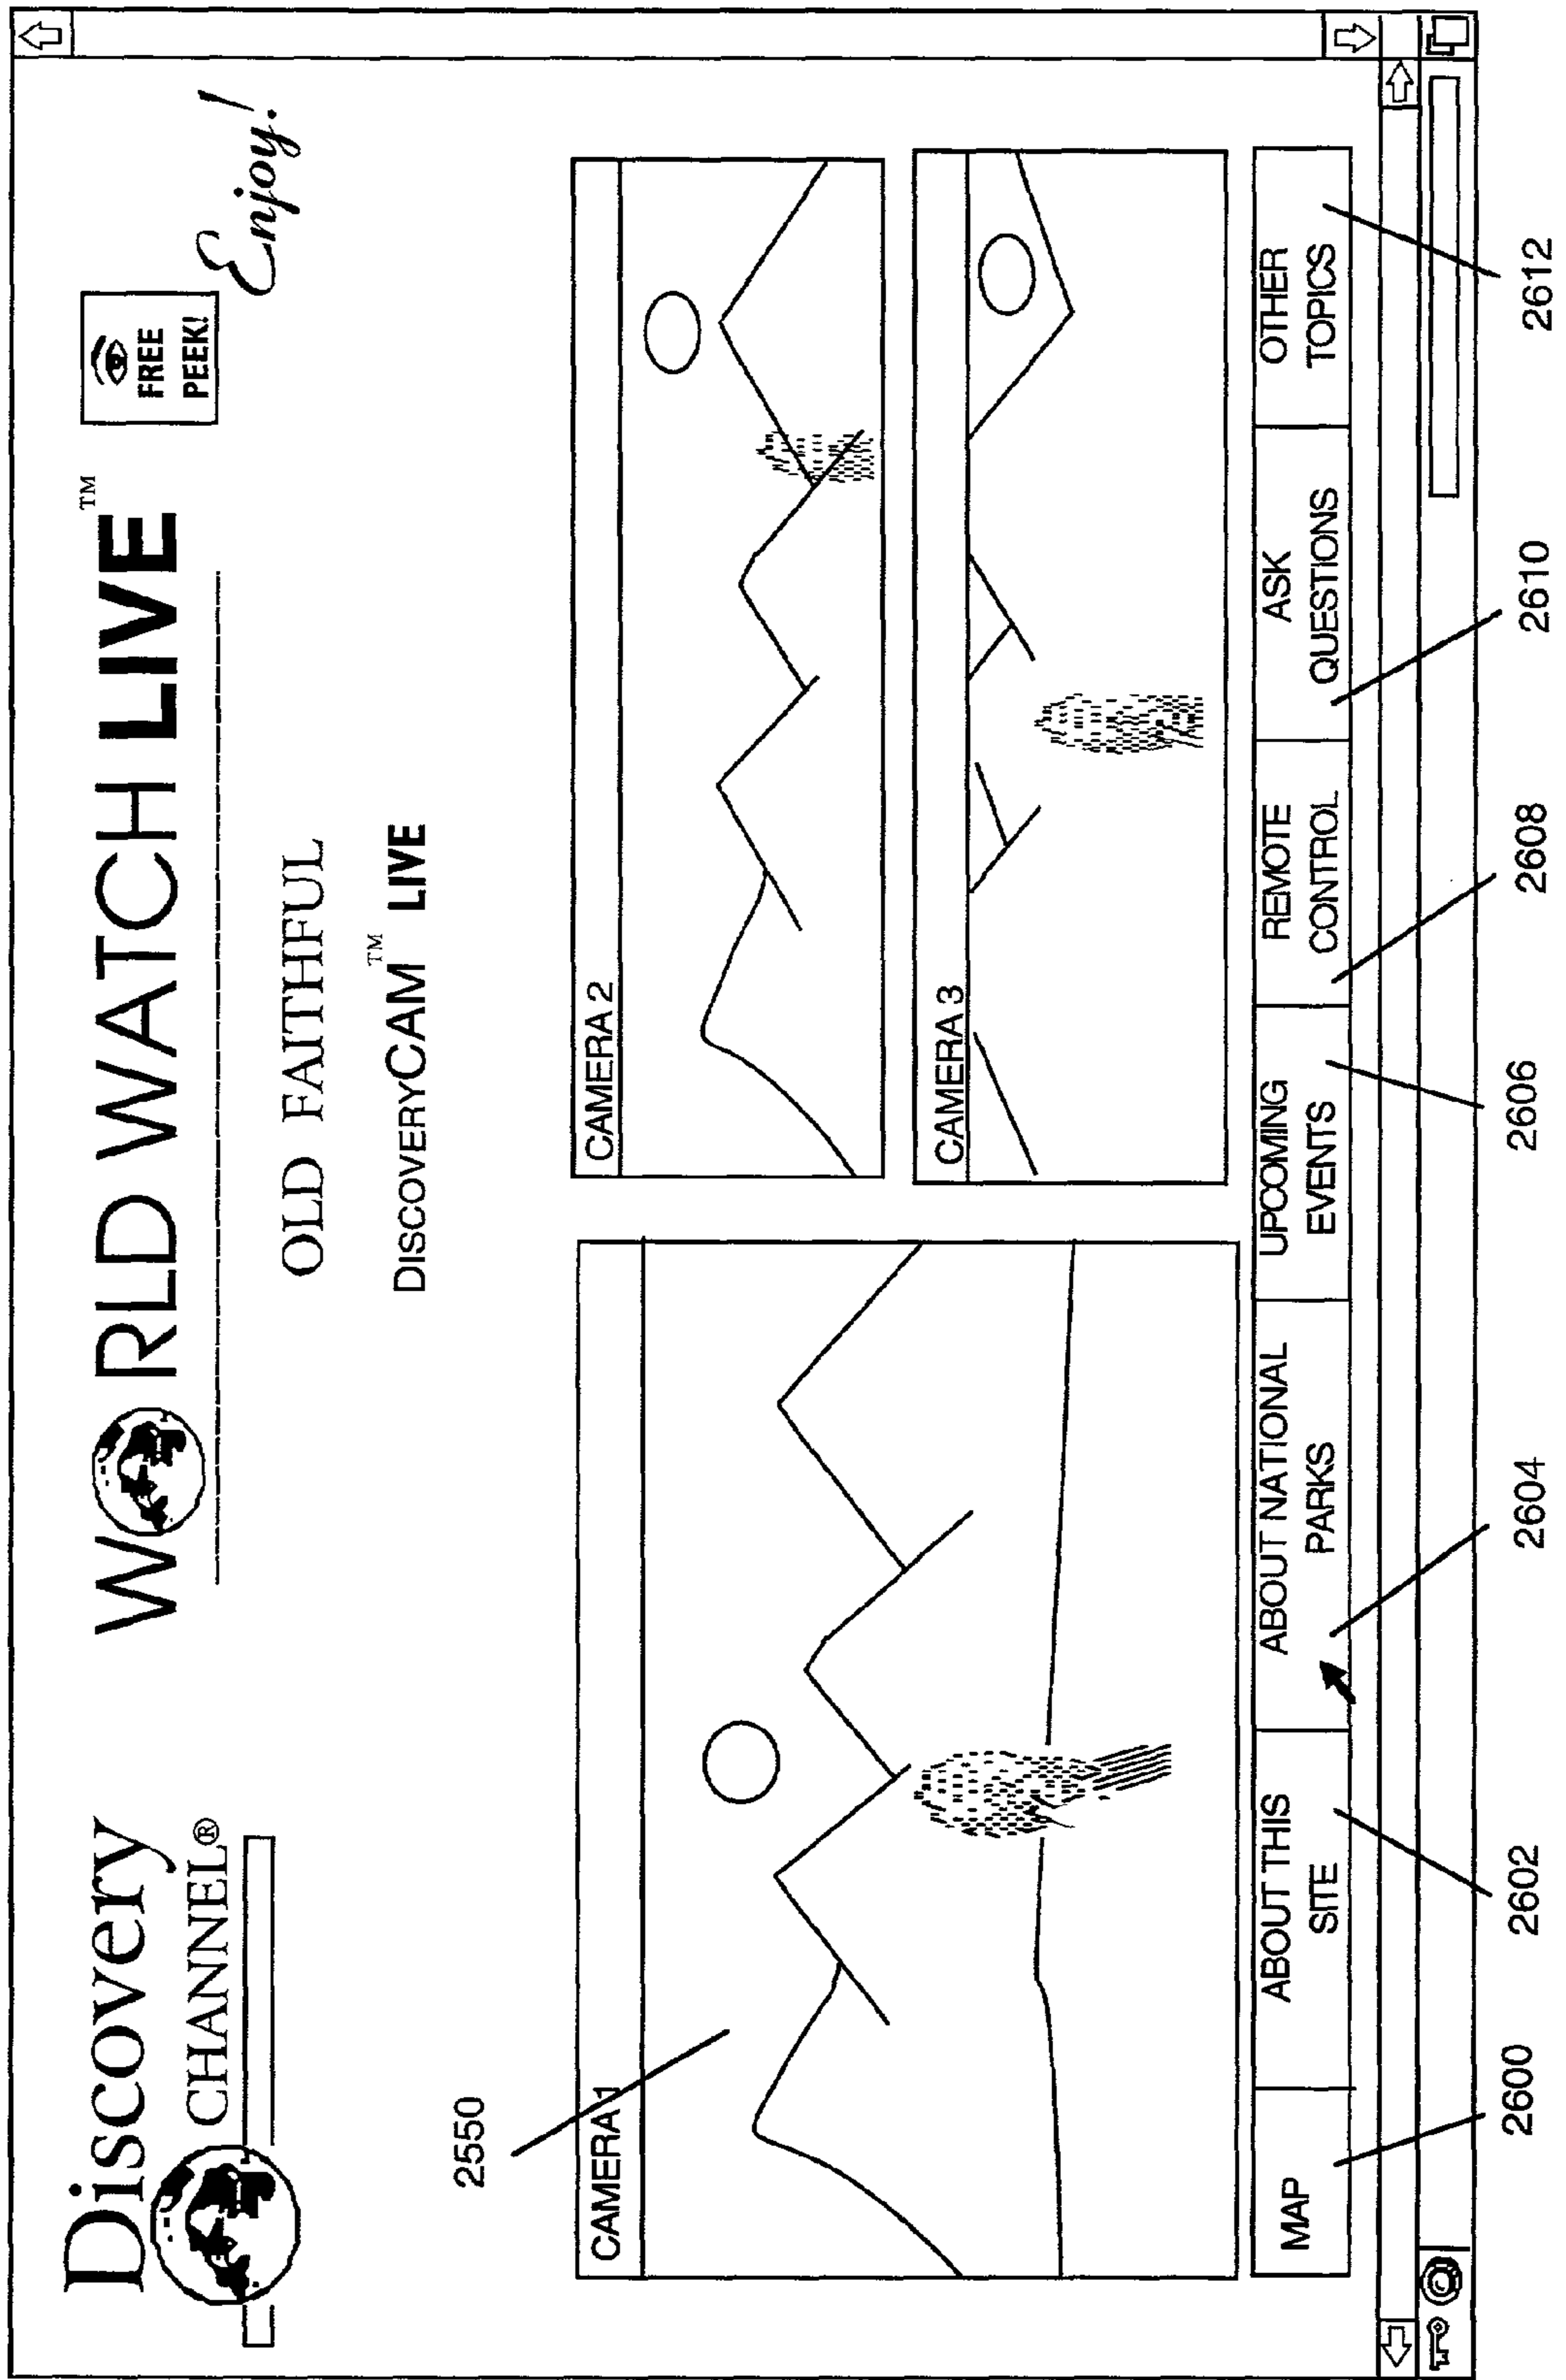 Discovery
CHANNEL®
W RLD WATCH LIVE™
FREE
PEEK!
Enjoy!
OLD FAITHFUL
DISCOVERYCAM™ LIVE
2550
CAMERA 1
CAMERA 2
CAMERA 3
MAP
ABOUT THIS
SITE
ABOUT NATIONAL
PARKS
UPCOMING
EVENTS
REMOTE
CONTROL
ASK
QUESTIONS
OTHER
TOPICS
2600
2602
2604
2606
2608
2610
2612